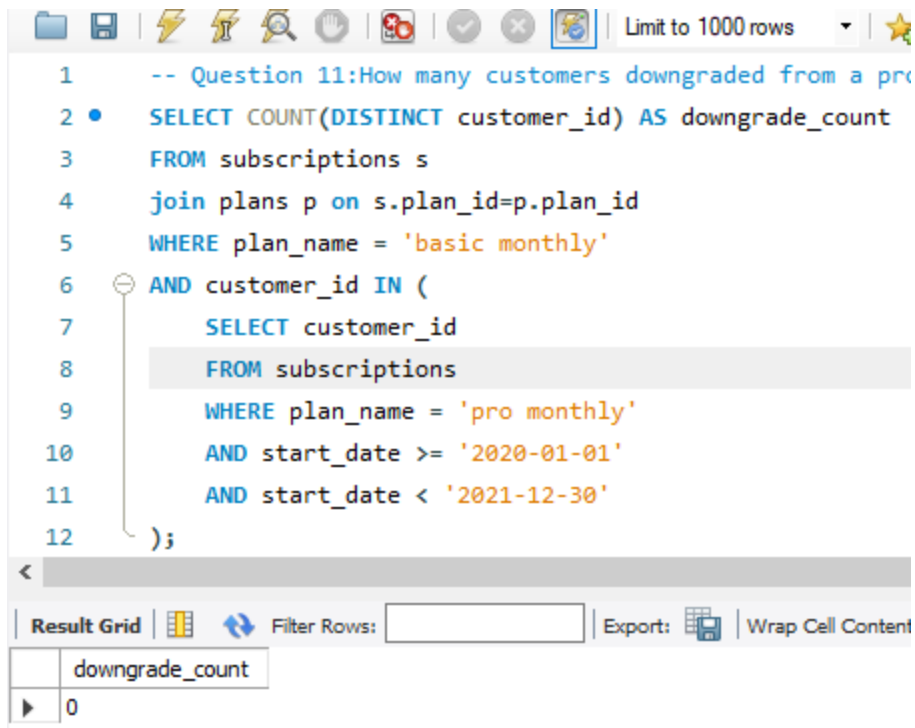 Limit to 1000 rows
1 -- Question 11:How many customers downgraded from a pro
2 SELECT COUNT(DISTINCT customer_id) AS downgrade_count
3 FROM subscriptions s
4 join plans p on s.plan_id=p.plan_id
5 WHERE plan_name = 'basic monthly'
6 AND customer_id IN (
7 SELECT customer_id
8 FROM subscriptions
9 WHERE plan_name = 'pro monthly'
10 AND start_date >= '2020-01-01'
11 AND start_date < '2021-12-30'
12 );
Result Grid Filter Rows: Export: Wrap Cell Content
downgrade_count
0